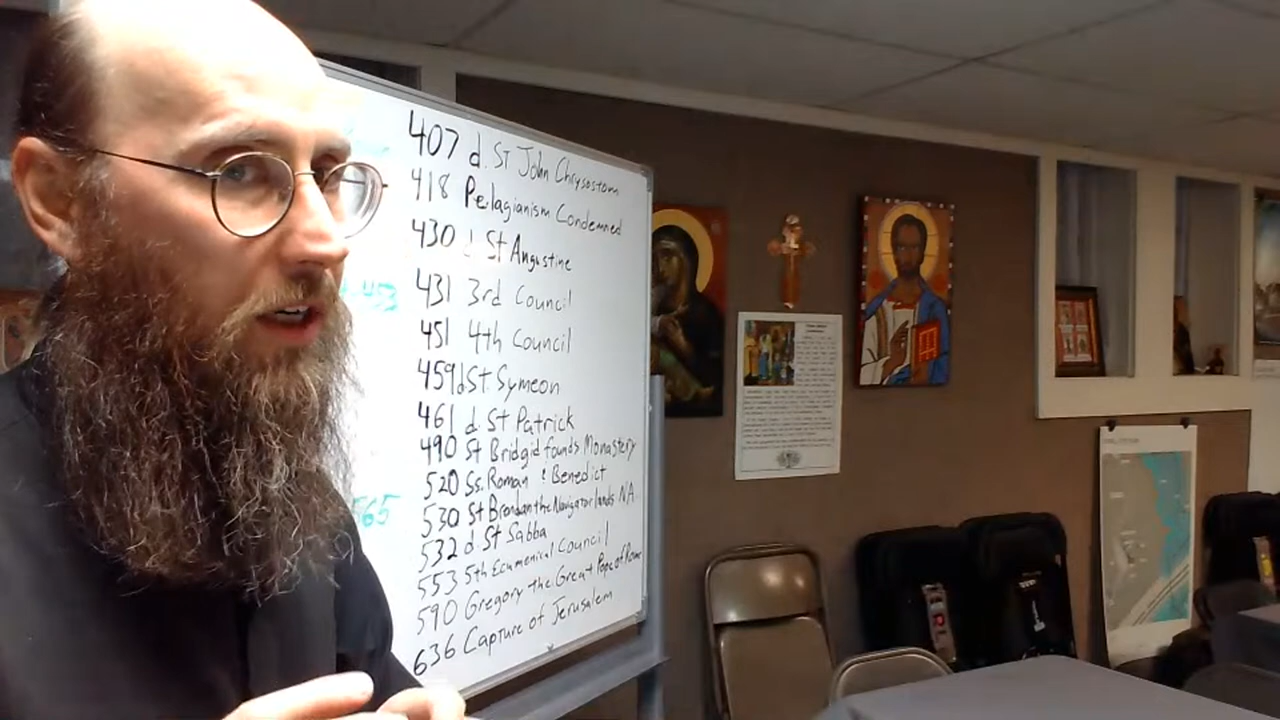 407 d. St John Chrysostom
418 Pelagianism Condemned
430 d St Augustine
431 3rd Council
451 4th Council
459 d St. Symeon
461 d St Patrick
490 St Bridgid founds Monastery
520 Ss. Roman & Benedict
530 St Brendan the Navigator lands N.A.
532 d. St Sabba
553 5th Ecumenical Council
590 Gregory the Great Pope of Rome
636 Capture of Jerusalem
565